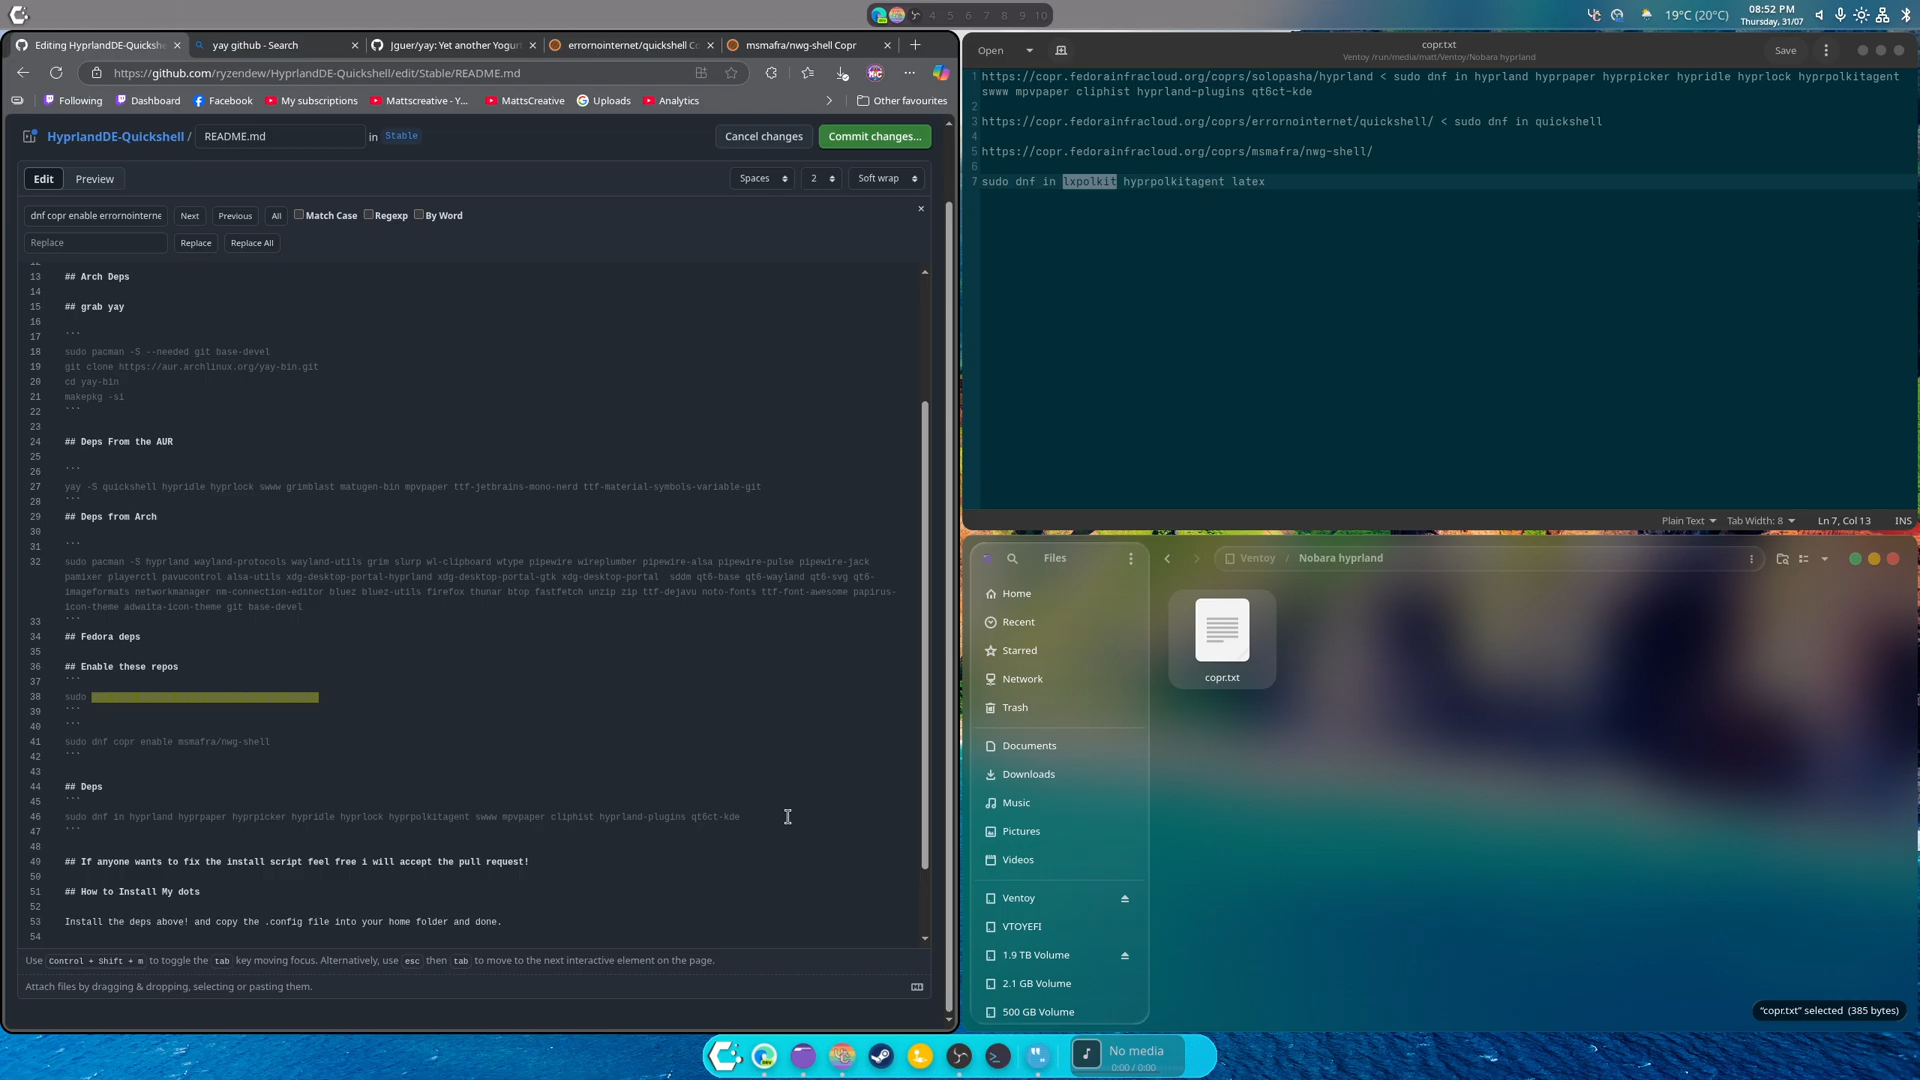 4 5 6 7 8 9 10
19°C (20°C)
08:52 PM
Thursday, 31/07
Editing HyprlandDE-Quickshe
yay github - Search
Jguer/yay: Yet another Yogur
errornointernet/quickshell Co
msmafra/nwg-shell Copr
https://github.com/ryzendew/HyprlandDE-Quickshell/edit/Stable/README.md
Following
Dashboard
Facebook
My subscriptions
Mattscreative - Y...
MattsCreative
Uploads
Analytics
Other favourites
HyprlandDE-Quickshell / README.md in Stable
Cancel changes
Commit changes...
Edit
Preview
Spaces
2
Soft wrap
dnf copr enable errornointerne
Next
Previous
All
Match Case
Regexp
By Word
Replace
Replace
Replace All
12
13 ## Arch Deps
14
15 ## grab yay
16
17 ```
18 sudo pacman -S --needed git base-devel
19 git clone https://aur.archlinux.org/yay-bin.git
20 cd yay-bin
21 makepkg -si
22 ```
23
24 ## Deps From the AUR
25
26 ```
27 yay -S quickshell hypridle hyprlock swww grimblast matugen-bin mpvpaper ttf-jetbrains-mono-nerd ttf-material-symbols-variable-git
28 ```
29 ## Deps from Arch
30
31 ```
32 sudo pacman -S hyprland wayland-protocols wayland-utils grim slurp wl-clipboard wtype pipewire wireplumber pipewire-alsa pipewire-pulse pipewire-jack
pamixer playerctl pavucontrol alsa-utils xdg-desktop-portal-hyprland xdg-desktop-portal-gtk xdg-desktop-portal  sddm qt6-base qt6-wayland qt6-svg qt6-
imageformats networkmanager nm-connection-editor bluez bluez-utils firefox thunar btop fastfetch unzip zip ttf-dejavu noto-fonts ttf-font-awesome papirus-
icon-theme adwaita-icon-theme git base-devel
33 ```
34 ## Fedora deps
35
36 ## Enable these repos
37 ```
38 sudo
39 ```
40 ```
41 sudo dnf copr enable msmafra/nwg-shell
42 ```
43
44 ## Deps
45 ```
46 sudo dnf in hyprland hyprpaper hyprpicker hypridle hyprlock hyprpolkitagent swww mpvpaper cliphist hyprland-plugins qt6ct-kde
47 ```
48
49 ## If anyone wants to fix the install script feel free i will accept the pull request!
50
51 ## How to Install My dots
52
53 Install the deps above! and copy the .config file into your home folder and done.
54
Use Control + Shift + m to toggle the tab key moving focus. Alternatively, use esc then tab to move to the next interactive element on the page.
Attach files by dragging & dropping, selecting or pasting them.
Open
copr.txt
Ventoy /run/media/matt/Ventoy/Nobara hyprland
Save
1 https://copr.fedorainfracloud.org/coprs/solopasha/hyprland < sudo dnf in hyprland hyprpaper hyprpicker hypridle hyprlock hyprpolkitagent
swww mpvpaper cliphist hyprland-plugins qt6ct-kde
2
3 https://copr.fedorainfracloud.org/coprs/errornointernet/quickshell/ < sudo dnf in quickshell
4
5 https://copr.fedorainfracloud.org/coprs/msmafra/nwg-shell/
6
7 sudo dnf in lxpolkit hyprpolkitagent latex
Plain Text
Tab Width: 8
Ln 7, Col 13
INS
Files
Ventoy / Nobara hyprland
Home
Recent
Starred
Network
Trash
Documents
Downloads
Music
Pictures
Videos
Ventoy
VTOYEFI
1.9 TB Volume
2.1 GB Volume
500 GB Volume
copr.txt
"copr.txt" selected (385 bytes)
No media
0:00 / 0:00